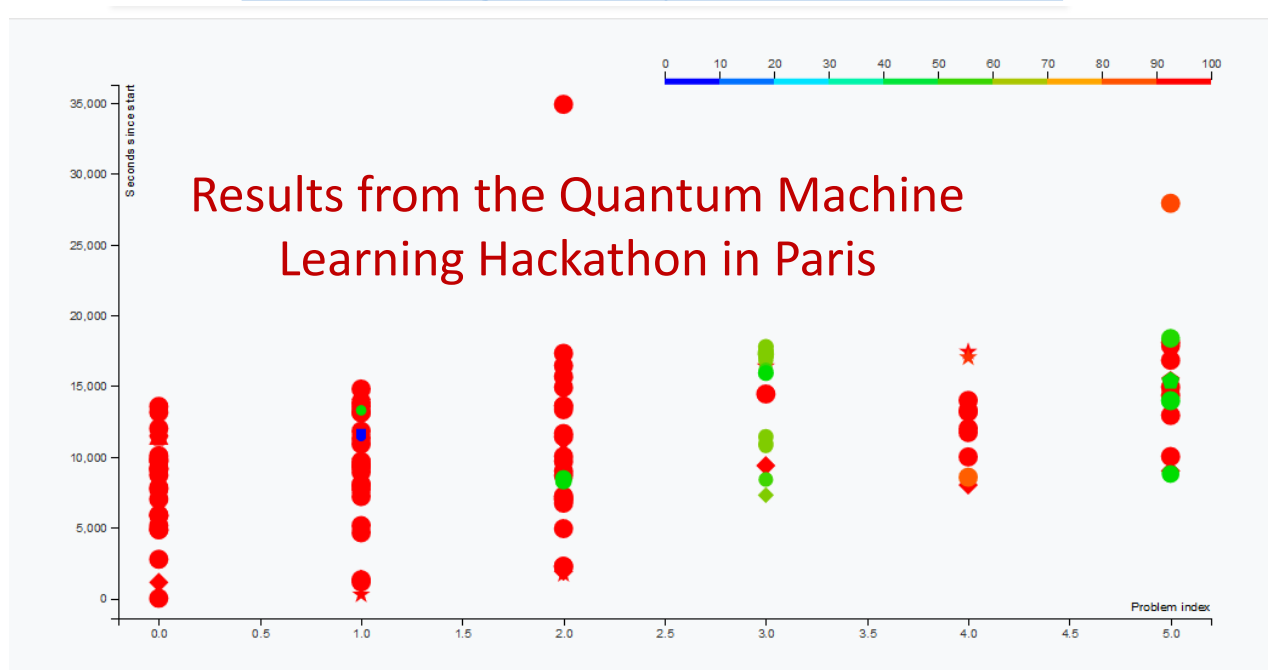 0 10 20 30 40 50 60 70 80 90 100
35,000
Seconds since start
30,000
Results from the Quantum Machine
Learning Hackathon in Paris
25,000
20,000
15,000
10,000
5,000
0
Problem index
0.0 0.5 1.0 1.5 2.0 2.5 3.0 3.5 4.0 4.5 5.0